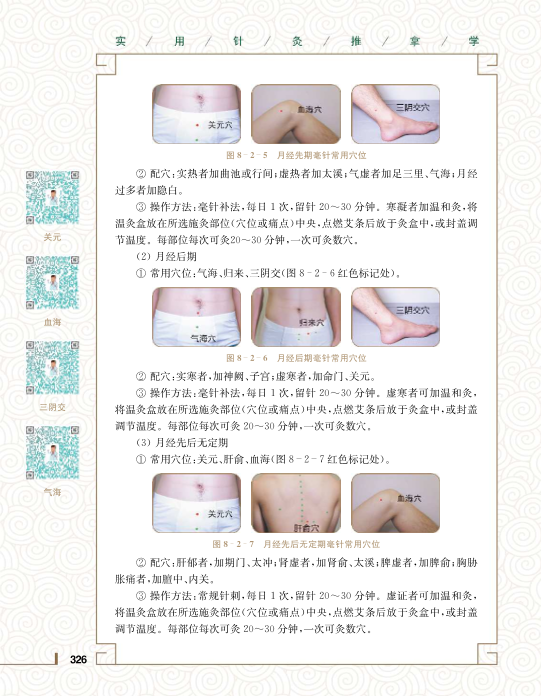 实 / 用 / 针 / 灸 / 推 / 拿 / 学
关元穴
血海穴
三阴交穴
图 8-2-5 月经先期毫针常用穴位
② 配穴:实热者加曲池或行间;虚热者加太溪;气虚者加足三里、气海;月经
过多者加隐白。
③ 操作方法:毫针补法,每日 1 次,留针 20～30 分钟。寒凝者加温和灸,将
温灸盒放在所选施灸部位(穴位或痛点)中央,点燃艾条后放于灸盒中,或封盖调
节温度。每部位每次可灸20～30 分钟,一次可灸数穴。
(2) 月经后期
① 常用穴位:气海、归来、三阴交(图 8-2-6 红色标记处)。
气海穴
归来穴
三阴交穴
图 8-2-6 月经后期毫针常用穴位
② 配穴:实寒者,加神阙、子宫;虚寒者,加命门、关元。
③ 操作方法:毫针补法,每日 1 次,留针 20～30 分钟。虚寒者可加温和灸,
将温灸盒放在所选施灸部位(穴位或痛点)中央,点燃艾条后放于灸盒中,或封盖
调节温度。每部位每次可灸 20～30 分钟,一次可灸数穴。
(3) 月经先后无定期
① 常用穴位:关元、肝俞、血海(图 8-2-7 红色标记处)。
关元穴
肝俞穴
血海穴
图 8-2-7 月经先后无定期毫针常用穴位
② 配穴:肝郁者,加期门、太冲;肾虚者,加肾俞、太溪;脾虚者,加脾俞;胸胁
胀痛者,加膻中、内关。
③ 操作方法:常规针刺,每日 1 次,留针 20～30 分钟。虚证者可加温和灸,
将温灸盒放在所选施灸部位(穴位或痛点)中央,点燃艾条后放于灸盒中,或封盖
调节温度。每部位每次可灸 20～30 分钟,一次可灸数穴。
关元
血海
三阴交
气海
326